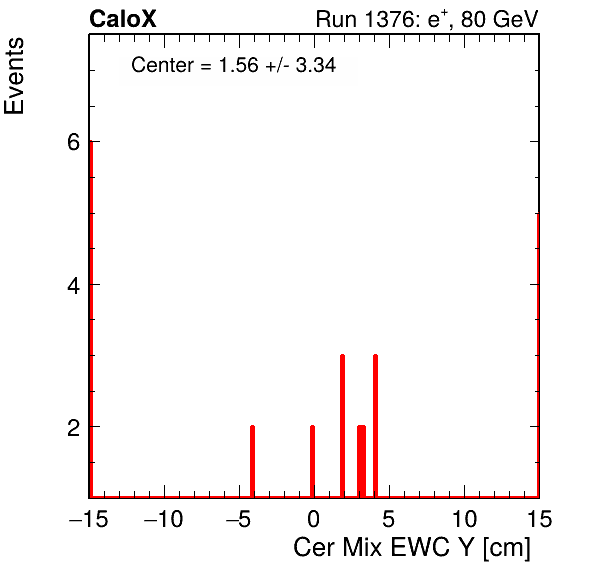 CaloX
Run 1376: e+, 80 GeV
Center = 1.56 +/- 3.34
Events
6
4
2
−15 −10 −5 0 5 10 15
Cer Mix EWC Y [cm]